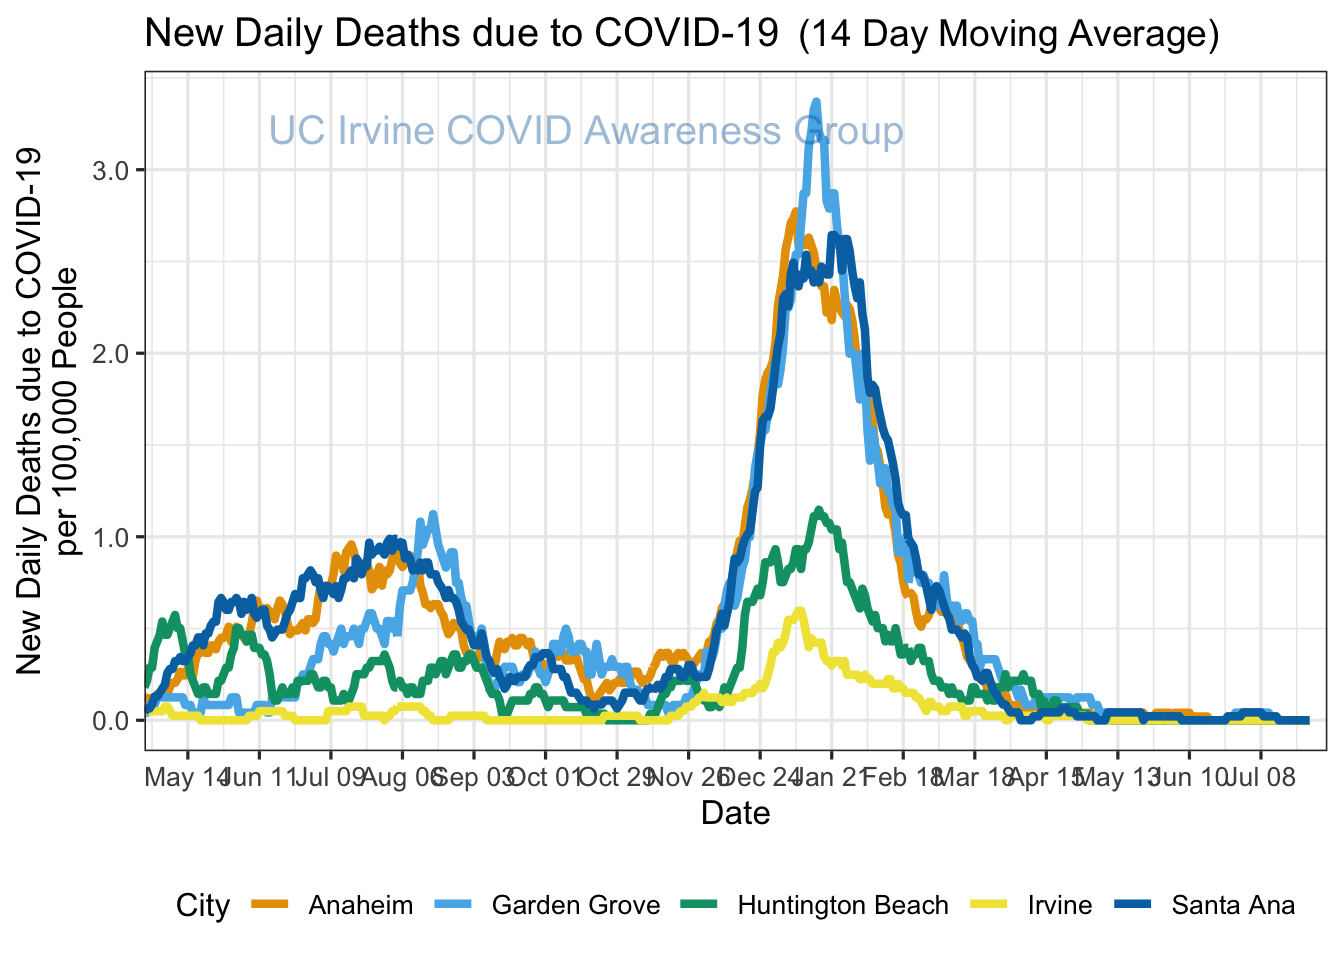 New Daily Deaths due to COVID-19 (14 Day Moving Average)
UC Irvine COVID Awareness Group
New Daily Deaths due to COVID-19
per 100,000 People
3.0
2.0
1.0
0.0
May 14 Jun 11 Jul 09 Aug 06 Sep 03 Oct 01 Oct 29 Nov 26 Dec 24 Jan 21 Feb 18 Mar 18 Apr 15 May 13 Jun 10 Jul 08
Date
City Anaheim Garden Grove Huntington Beach Irvine Santa Ana